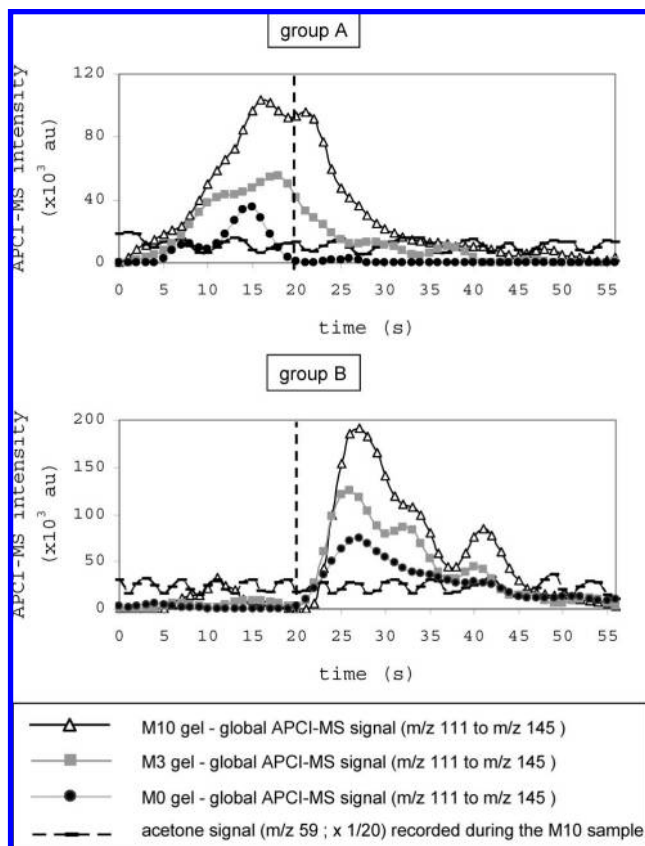 group A
APCI-MS intensity
(x10³ au)
120
80
40
0
0 5 10 15 20 25 30 35 40 45 50 55
time (s)
group B
APCI-MS intensity
(x10³ au)
200
150
100
50
0
0 5 10 15 20 25 30 35 40 45 50 55
time (s)
M10 gel - global APCI-MS signal (m/z 111 to m/z 145 )
M3 gel - global APCI-MS signal (m/z 111 to m/z 145 )
M0 gel - global APCI-MS signal (m/z 111 to m/z 145 )
acetone signal (m/z 59 ; x 1/20) recorded during the M10 sample